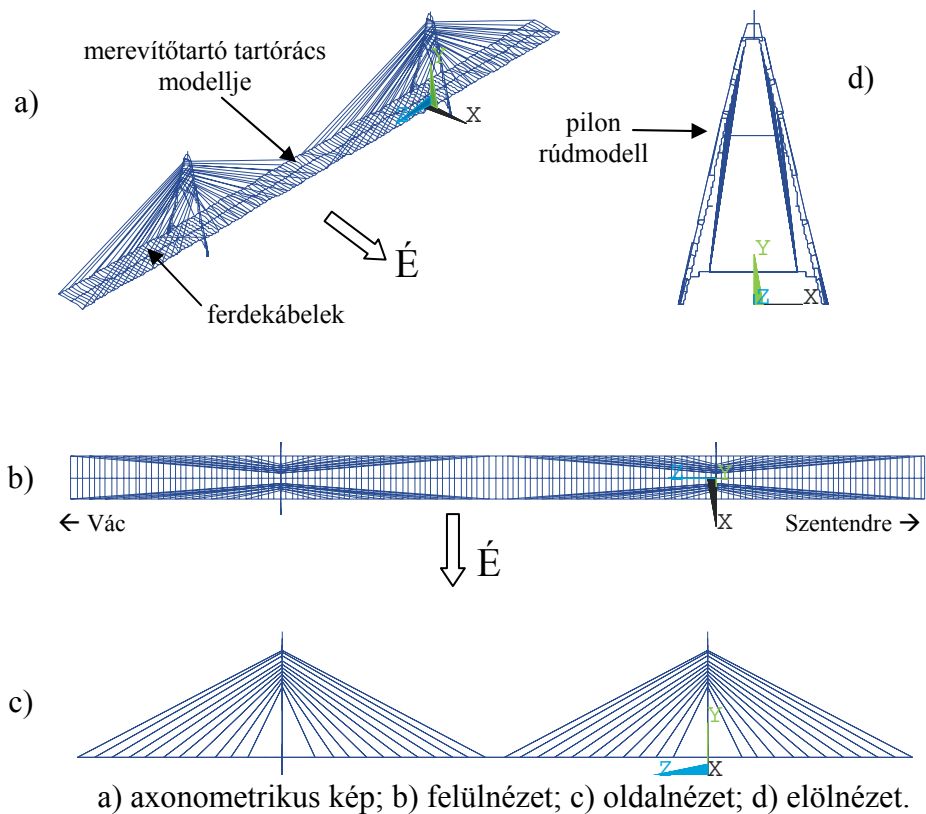 merevítőtartó tartórács
modellje
a)
Y
Z
X
É
ferdekábelek
d)
pilon
rúdmodell
Y
Z
X
b)
Z
Y
X
← Vác
Szentendre →
É
c)
Y
Z
X
a) axonometrikus kép; b) felülnézet; c) oldalnézet; d) elölnézet.